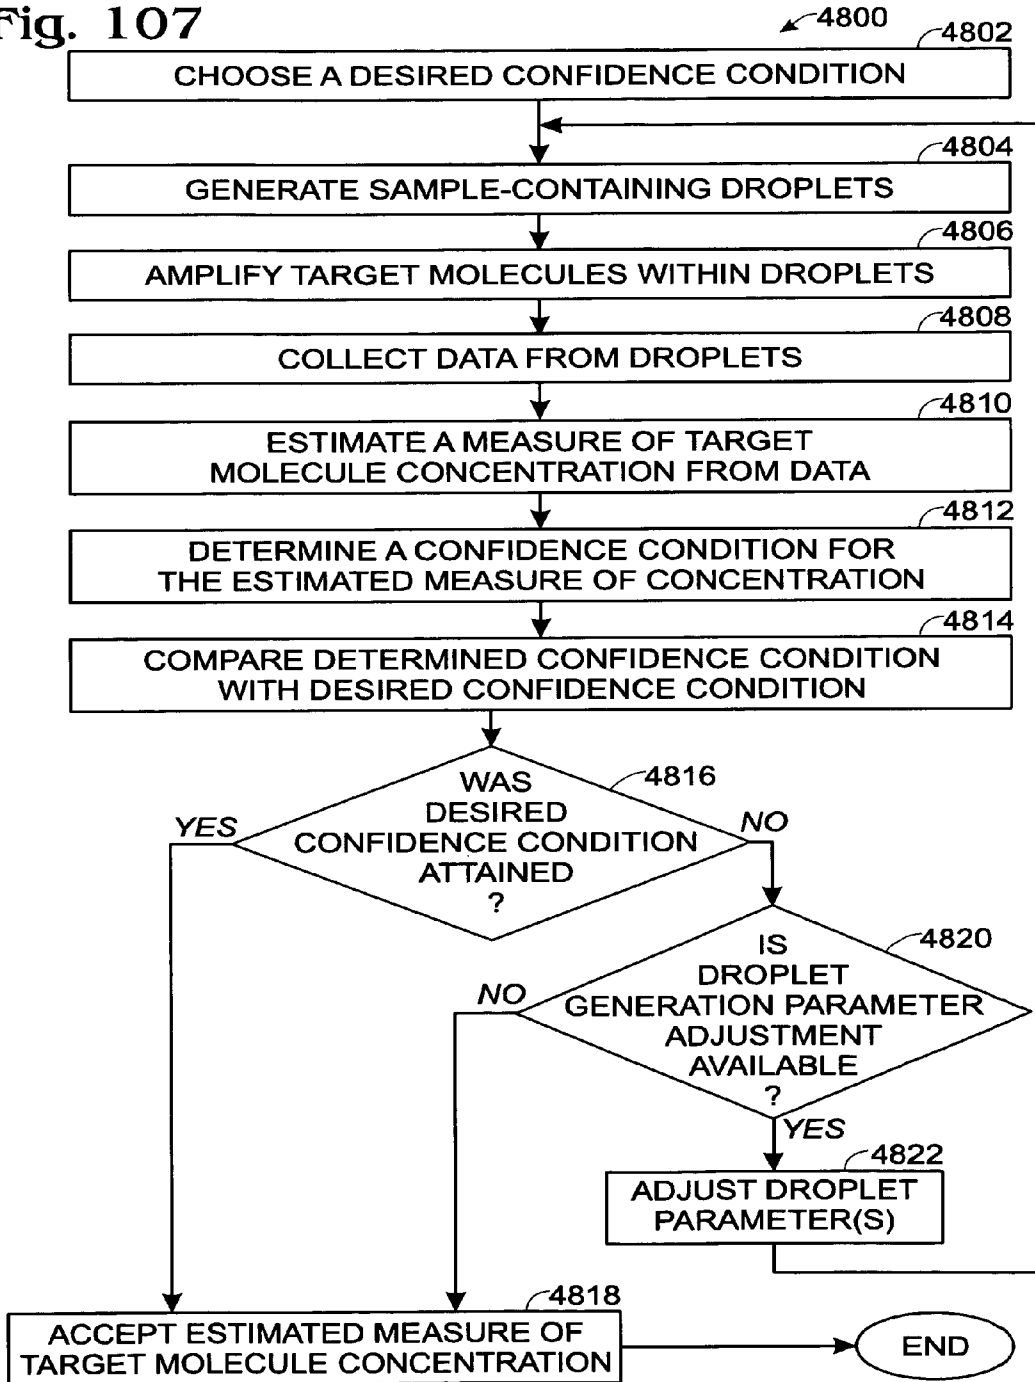 Fig. 107
4800
4802
CHOOSE A DESIRED CONFIDENCE CONDITION
4804
GENERATE SAMPLE-CONTAINING DROPLETS
4806
AMPLIFY TARGET MOLECULES WITHIN DROPLETS
4808
COLLECT DATA FROM DROPLETS
4810
ESTIMATE A MEASURE OF TARGET
MOLECULE CONCENTRATION FROM DATA
4812
DETERMINE A CONFIDENCE CONDITION FOR
THE ESTIMATED MEASURE OF CONCENTRATION
4814
COMPARE DETERMINED CONFIDENCE CONDITION
WITH DESIRED CONFIDENCE CONDITION
4816
WAS
DESIRED
CONFIDENCE CONDITION
ATTAINED
?
YES
NO
4820
IS
DROPLET
GENERATION PARAMETER
ADJUSTMENT
AVAILABLE
?
NO
YES
4822
ADJUST DROPLET
PARAMETER(S)
4818
ACCEPT ESTIMATED MEASURE OF
TARGET MOLECULE CONCENTRATION
END